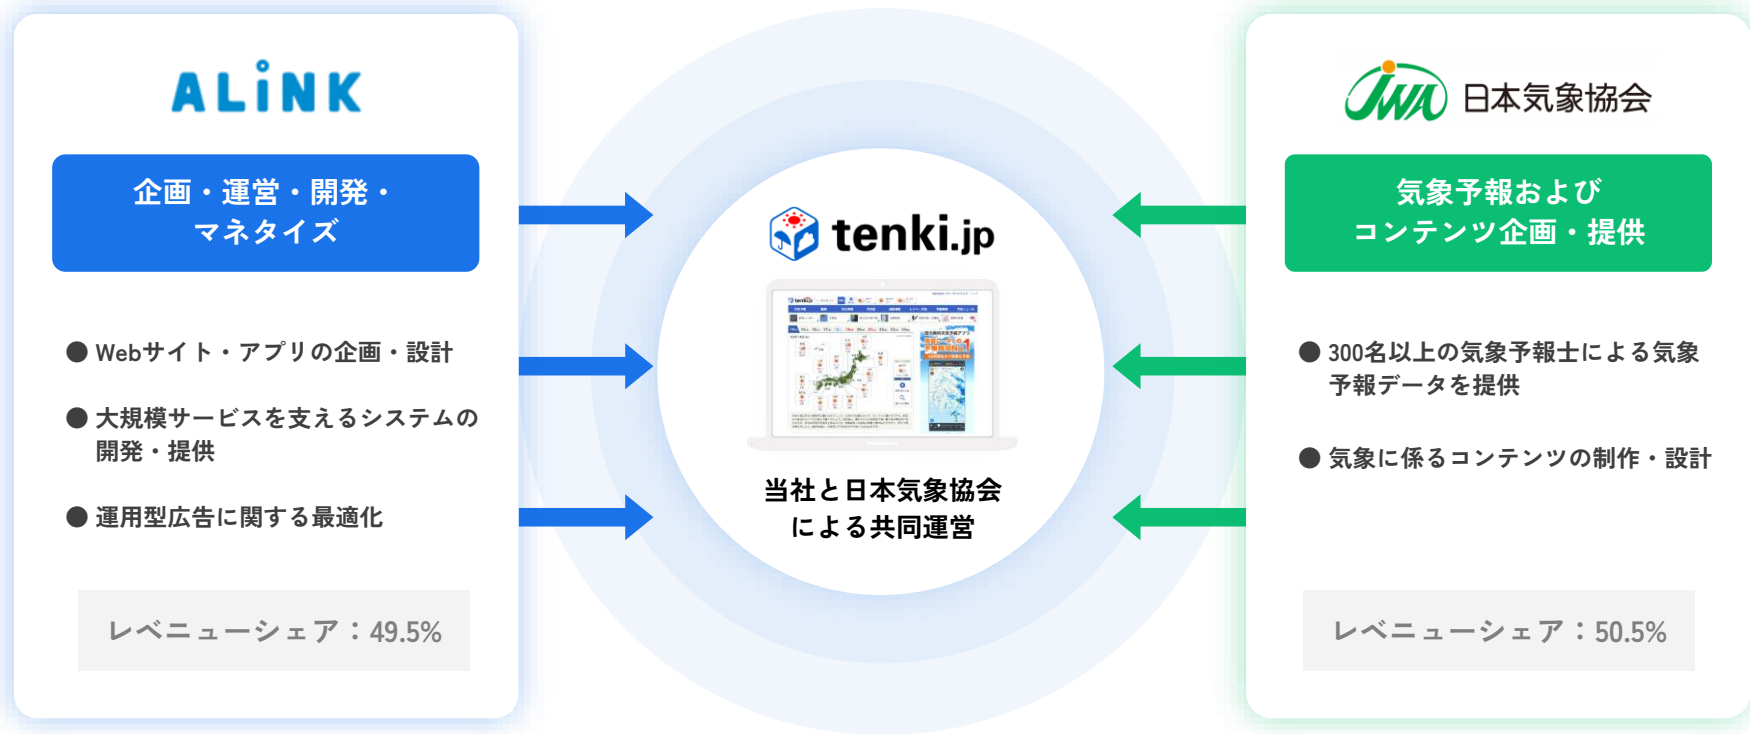 ALiNK
企画・運営・開発・
マネタイズ
● Webサイト・アプリの企画・設計
● 大規模サービスを支えるシステムの
開発・提供
● 運用型広告に関する最適化
レベニューシェア：49.5%
tenki.jp
当社と日本気象協会
による共同運営
JWA 日本気象協会
気象予報および
コンテンツ企画・提供
● 300名以上の気象予報士による気象
予報データを提供
● 気象に係るコンテンツの制作・設計
レベニューシェア：50.5%